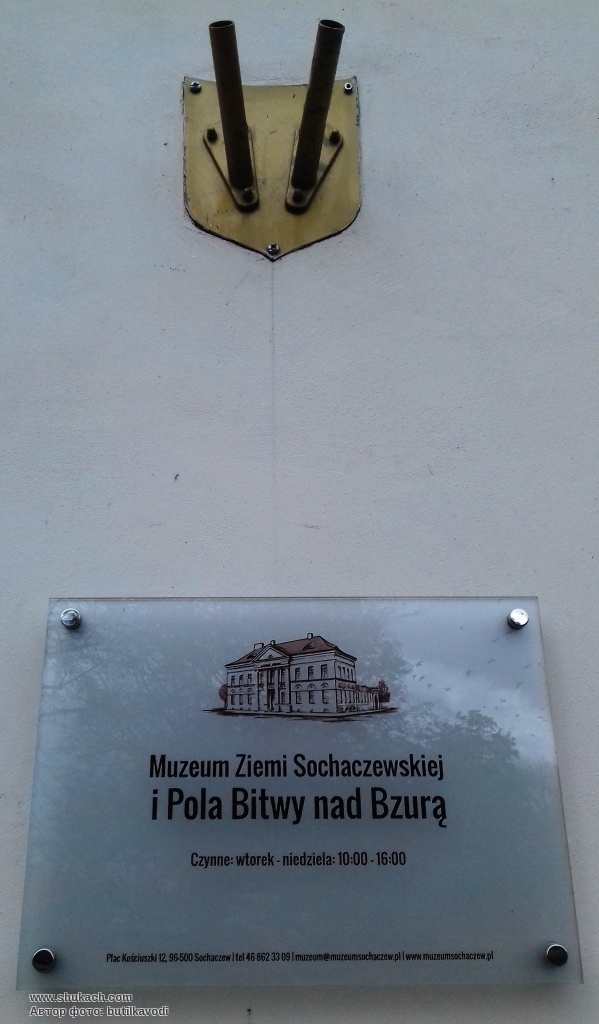 Muzeum Ziemi Sochaczewskiej
i Pola Bitwy nad Bzurą
Czynne: wtorek - niedziela: 10:00 - 16:00
Plac Kościuszki 12, 96-500 Sochaczew | tel 46 862 33 09 | muzeum@muzeumsochaczew.pl | www.muzeumsochaczew.pl
www.shukach.com
Автор фото: butilkavodi